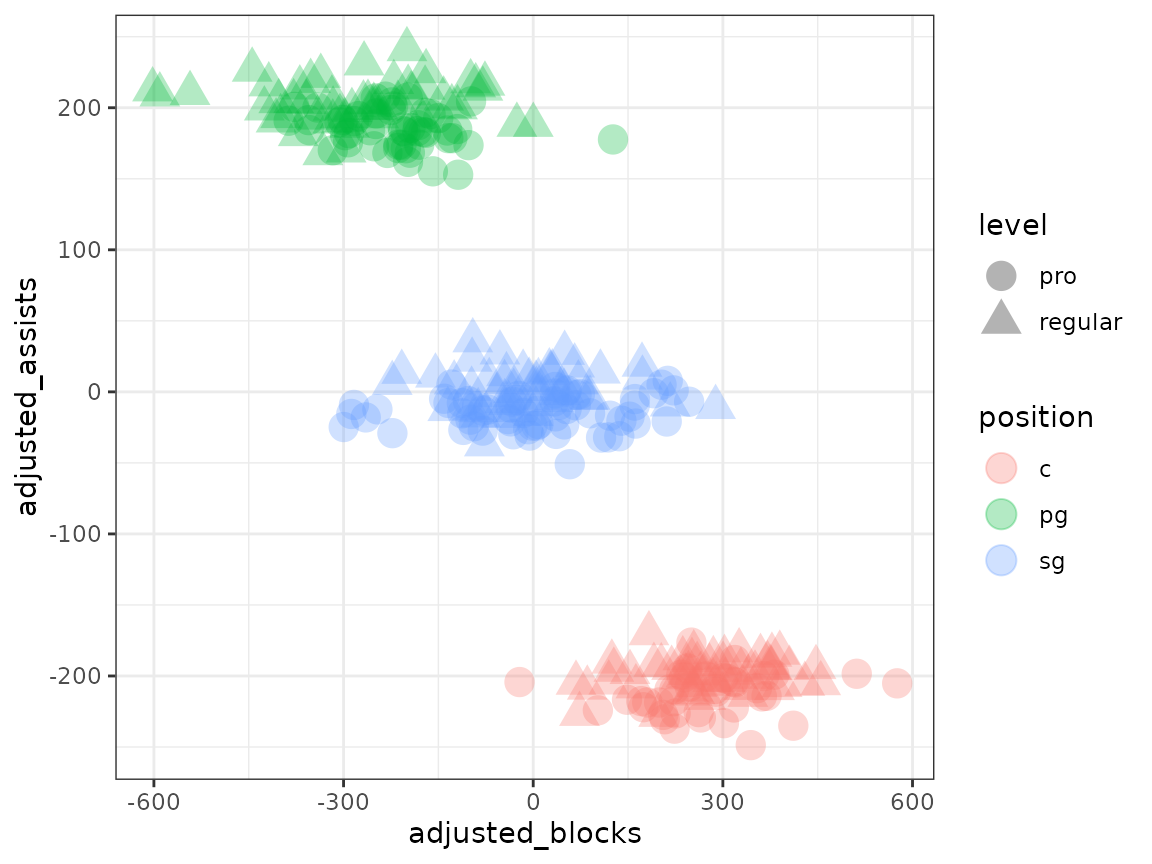 200
100
0
-100
-200
adjusted_assists
-600
-300
0
300
600
adjusted_blocks
level
pro
regular
position
c
pg
sg